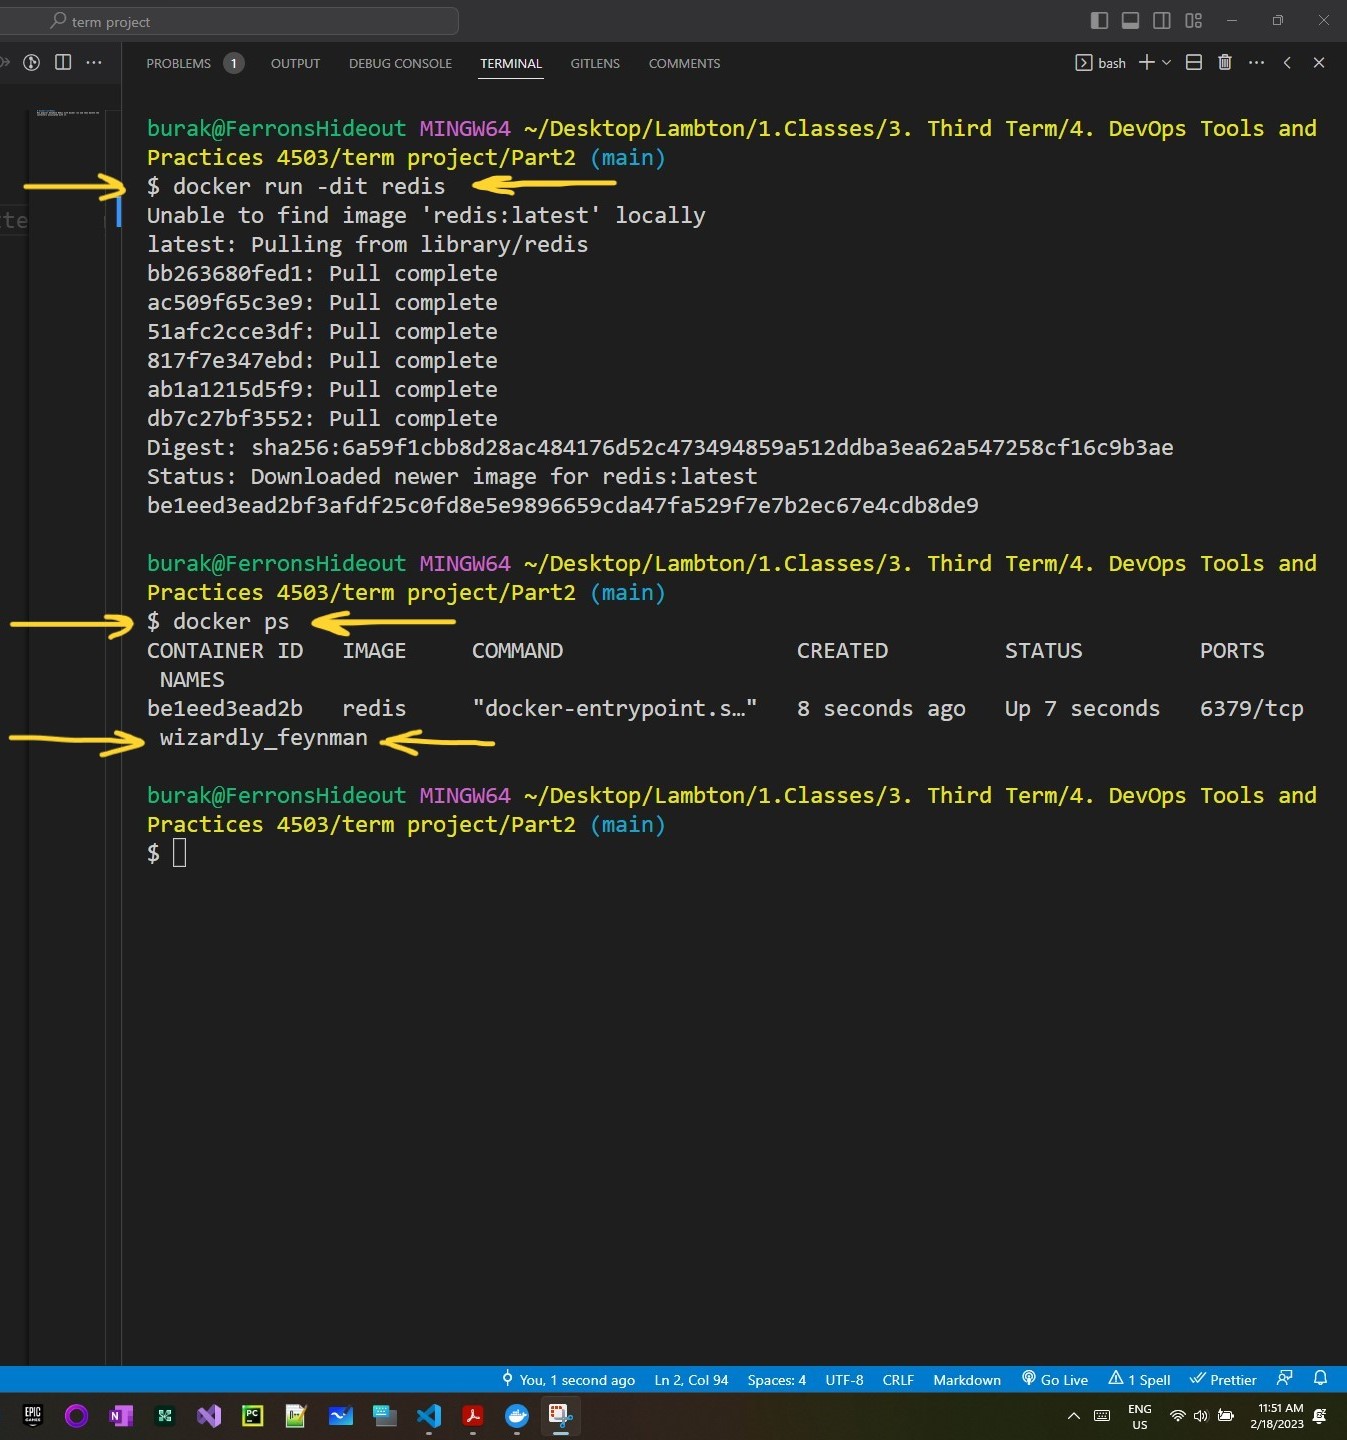 term project
PROBLEMS 1 OUTPUT DEBUG CONSOLE TERMINAL GITLENS COMMENTS bash
burak@FerronsHideout MINGW64 ~/Desktop/Lambton/1.Classes/3. Third Term/4. DevOps Tools and
Practices 4503/term project/Part2 (main)
$ docker run -dit redis
Unable to find image 'redis:latest' locally
latest: Pulling from library/redis
bb263680fed1: Pull complete
ac509f65c3e9: Pull complete
51afc2cce3df: Pull complete
817f7e347ebd: Pull complete
ab1a1215d5f9: Pull complete
db7c27bf3552: Pull complete
Digest: sha256:6a59f1cbb8d28ac484176d52c473494859a512ddba3ea62a547258cf16c9b3ae
Status: Downloaded newer image for redis:latest
be1eed3ead2bf3afdf25c0fd8e5e9896659cda47fa529f7e7b2ec67e4cdb8de9
burak@FerronsHideout MINGW64 ~/Desktop/Lambton/1.Classes/3. Third Term/4. DevOps Tools and
Practices 4503/term project/Part2 (main)
$ docker ps
CONTAINER ID IMAGE COMMAND CREATED STATUS PORTS
NAMES
be1eed3ead2b redis "docker-entrypoint.s…" 8 seconds ago Up 7 seconds 6379/tcp
wizardly_feynman
burak@FerronsHideout MINGW64 ~/Desktop/Lambton/1.Classes/3. Third Term/4. DevOps Tools and
Practices 4503/term project/Part2 (main)
$
You, 1 second ago Ln 2, Col 94 Spaces: 4 UTF-8 CRLF Markdown Go Live 1 Spell Prettier
EPIC GAMES N PC ENG 11:51 AM
US 2/18/2023